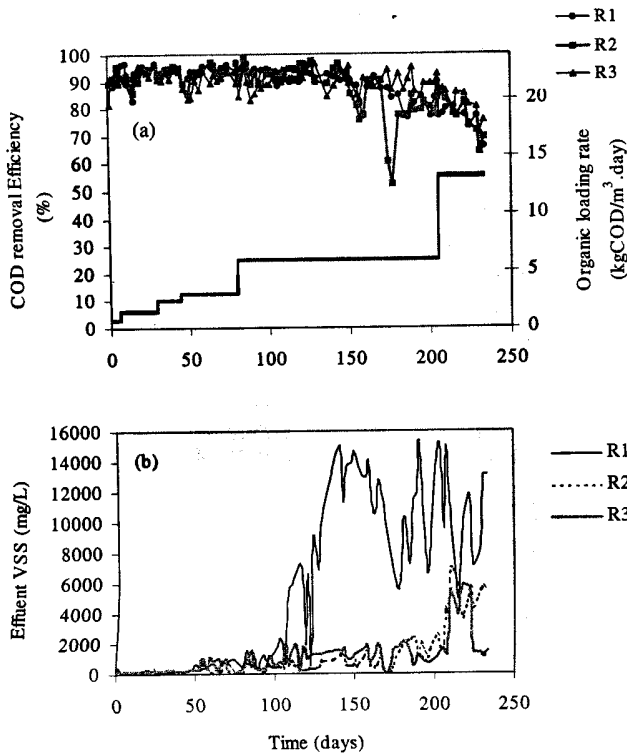 R1
R2
R3
COD removal Efficiency
(%)
100
90
80
70
60
50
40
30
20
10
0
(a)
20
15
10
5
0
Organic loading rate
(kgCOD/m³.day)
0 50 100 150 200 250
Effluent VSS (mg/L)
16000
14000
12000
10000
8000
6000
4000
2000
0
(b)
R1
R2
R3
0 50 100 150 200 250
Time (days)